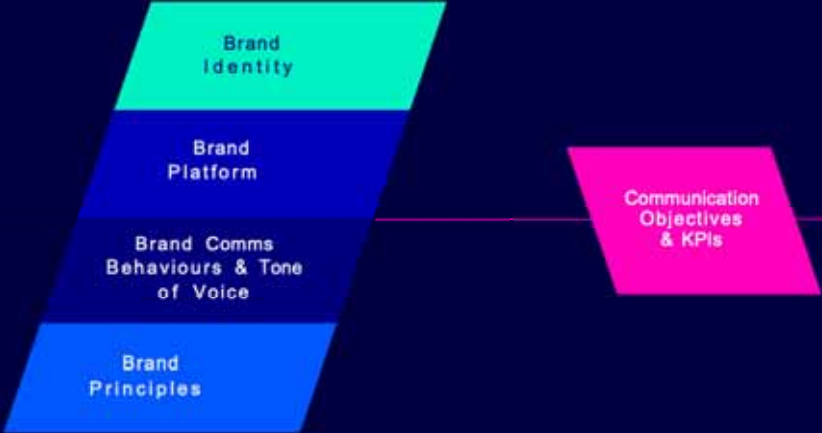 Brand
Identity
Brand
Platform
Brand Comms
Behaviours & Tone
of Voice
Brand
Principles
Communication
Objectives
& KPIs